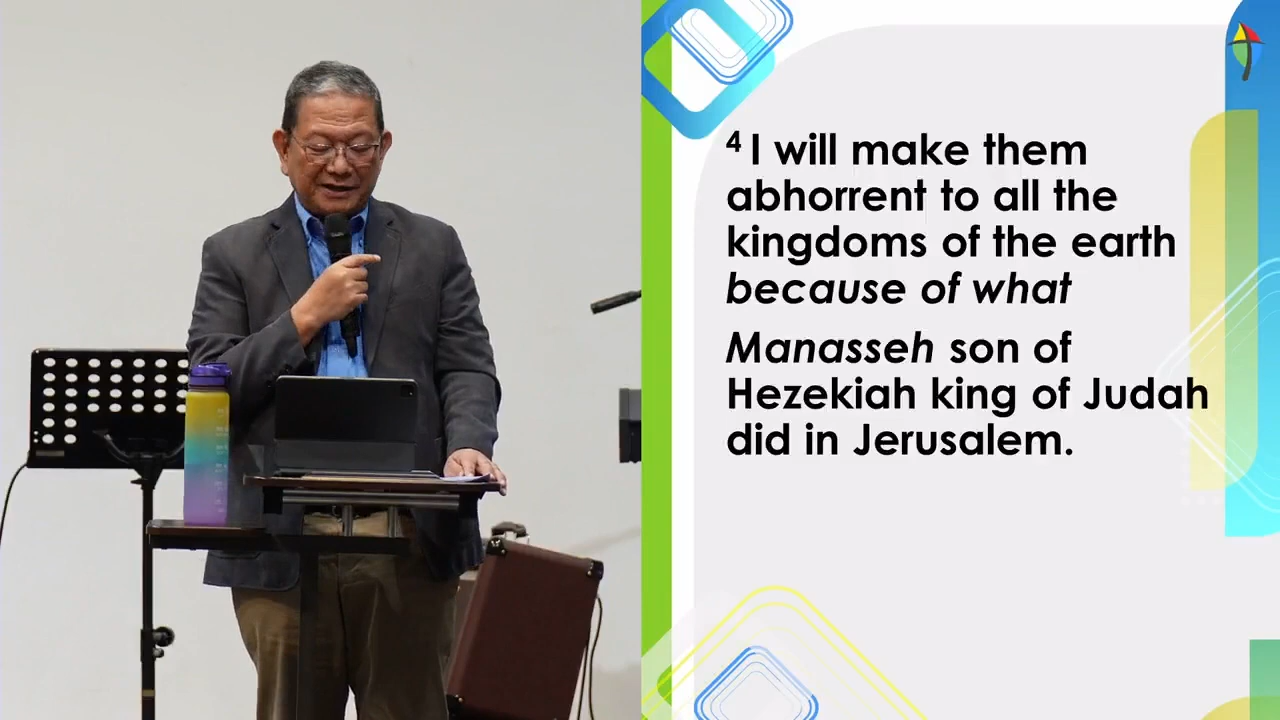 4 I will make them
abhorrent to all the
kingdoms of the earth
because of what
Manasseh son of
Hezekiah king of Judah
did in Jerusalem.